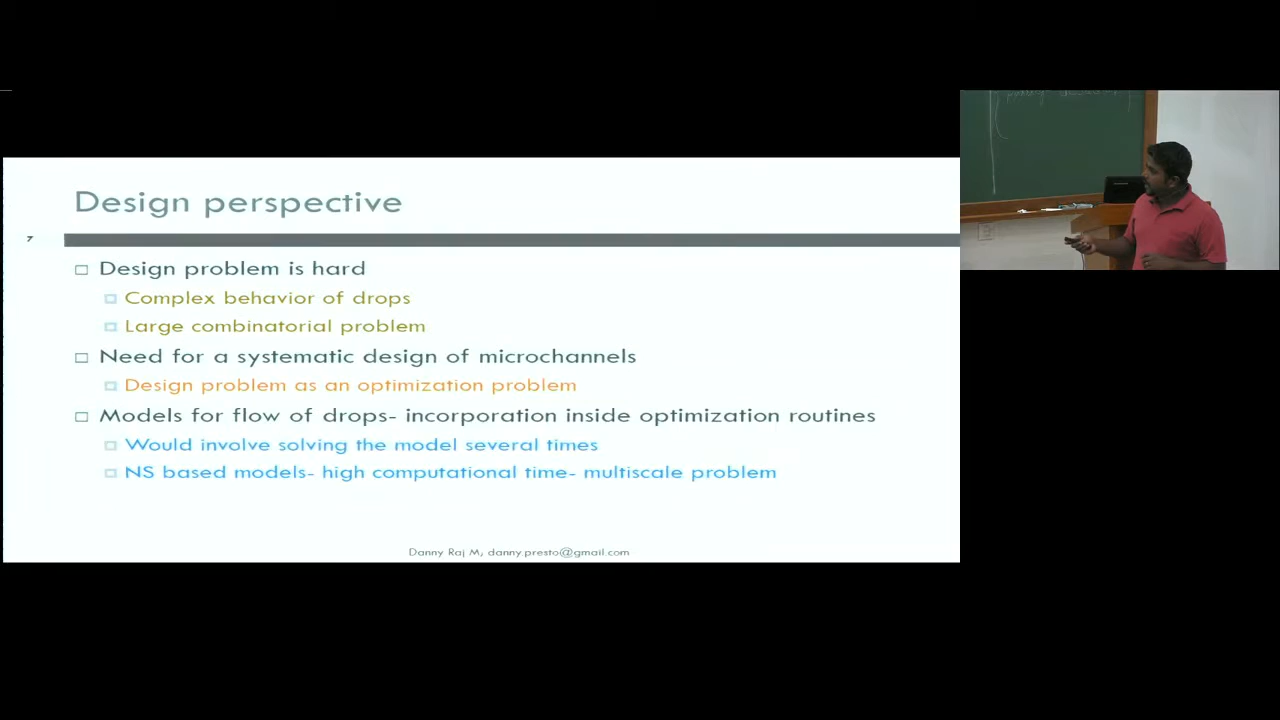 Design perspective
7
Design problem is hard
Complex behavior of drops
Large combinatorial problem
Need for a systematic design of microchannels
Design problem as an optimization problem
Models for flow of drops- incorporation inside optimization routines
Would involve solving the model several times
NS based models- high computational time- multiscale problem
Danny Raj M, danny.presto@gmail.com